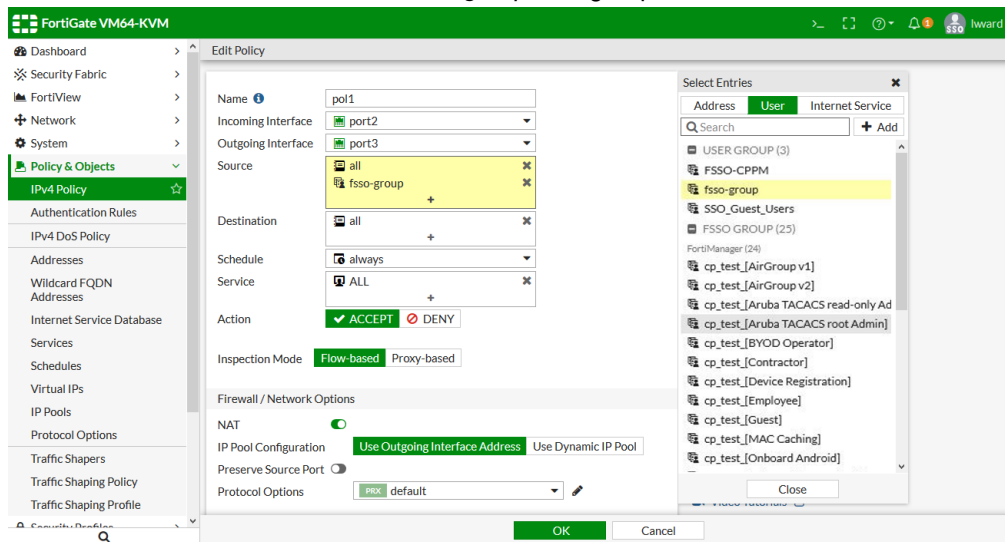 FortiGate VM64-KVM
>_
1
SSO
lward
Dashboard
Security Fabric
FortiView
Network
System
Policy & Objects
IPv4 Policy
Authentication Rules
IPv4 DoS Policy
Addresses
Wildcard FQDN
Addresses
Internet Service Database
Services
Schedules
Virtual IPs
IP Pools
Protocol Options
Traffic Shapers
Traffic Shaping Policy
Traffic Shaping Profile
Security Profiles
Edit Policy
Name
pol1
Incoming Interface
port2
Outgoing Interface
port3
Source
all
fsso-group
+
Destination
all
+
Schedule
always
Service
ALL
+
Action
ACCEPT DENY
Inspection Mode
Flow-based Proxy-based
Firewall / Network Options
NAT
IP Pool Configuration
Use Outgoing Interface Address Use Dynamic IP Pool
Preserve Source Port
Protocol Options
PRX default
OK Cancel
Select Entries
Address User Internet Service
Search + Add
USER GROUP (3)
FSSO-CPPM
fsso-group
SSO_Guest_Users
FSSO GROUP (25)
FortiManager (24)
cp_test_[AirGroup v1]
cp_test_[AirGroup v2]
cp_test_[Aruba TACACS read-only Ad
cp_test_[Aruba TACACS root Admin]
cp_test_[BYOD Operator]
cp_test_[Contractor]
cp_test_[Device Registration]
cp_test_[Employee]
cp_test_[Guest]
cp_test_[MAC Caching]
cp_test_[Onboard Android]
Close